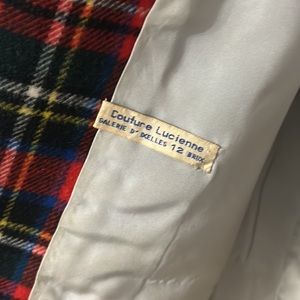 Couture Lucienne
GALERIE D'IXELLES 12 BRUX.